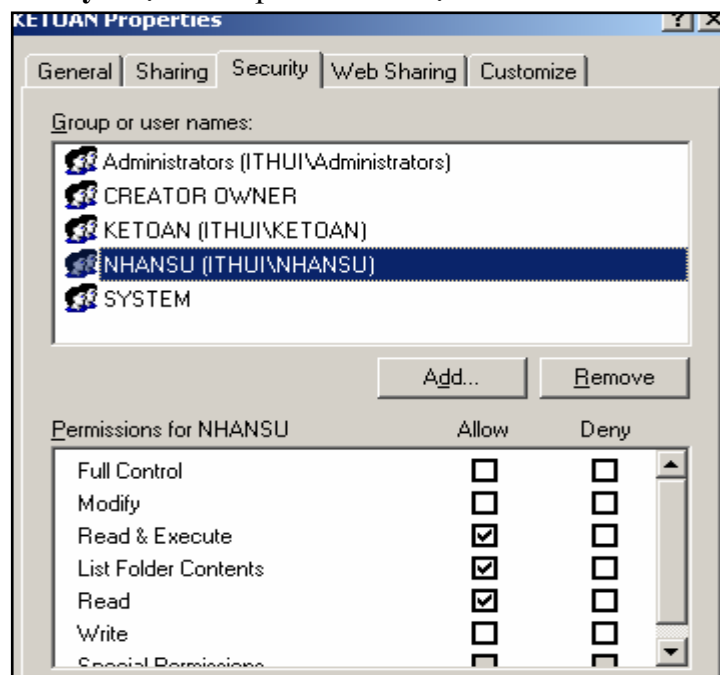 KETOAN Properties
General Sharing Security Web Sharing Customize
Group or user names:
Administrators (ITHUI\Administrators)
CREATOR OWNER
KETOAN (ITHUI\KETOAN)
NHANSU (ITHUI\NHANSU)
SYSTEM
Add... Remove
Permissions for NHANSU Allow Deny
Full Control
Modify
Read & Execute
List Folder Contents
Read
Write
Special Permissions